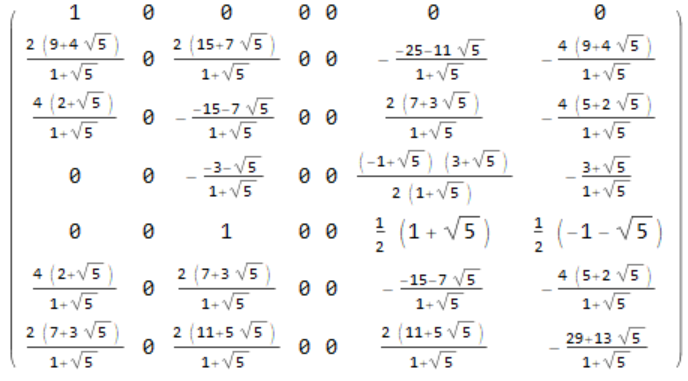 1 0 0 0 0 0 0
2 (9+4 √5)/1+√5 0 2 (15+7 √5)/1+√5 0 0 - -25-11 √5/1+√5 - 4 (9+4 √5)/1+√5
4 (2+√5)/1+√5 0 - -15-7 √5/1+√5 0 0 2 (7+3 √5)/1+√5 - 4 (5+2 √5)/1+√5
0 0 - -3-√5/1+√5 0 0 (-1+√5) (3+√5)/2 (1+√5) - 3+√5/1+√5
0 0 1 0 0 1/2 (1 + √5) 1/2 (-1 - √5)
4 (2+√5)/1+√5 0 2 (7+3 √5)/1+√5 0 0 - -15-7 √5/1+√5 - 4 (5+2 √5)/1+√5
2 (7+3 √5)/1+√5 0 2 (11+5 √5)/1+√5 0 0 2 (11+5 √5)/1+√5 - 29+13 √5/1+√5